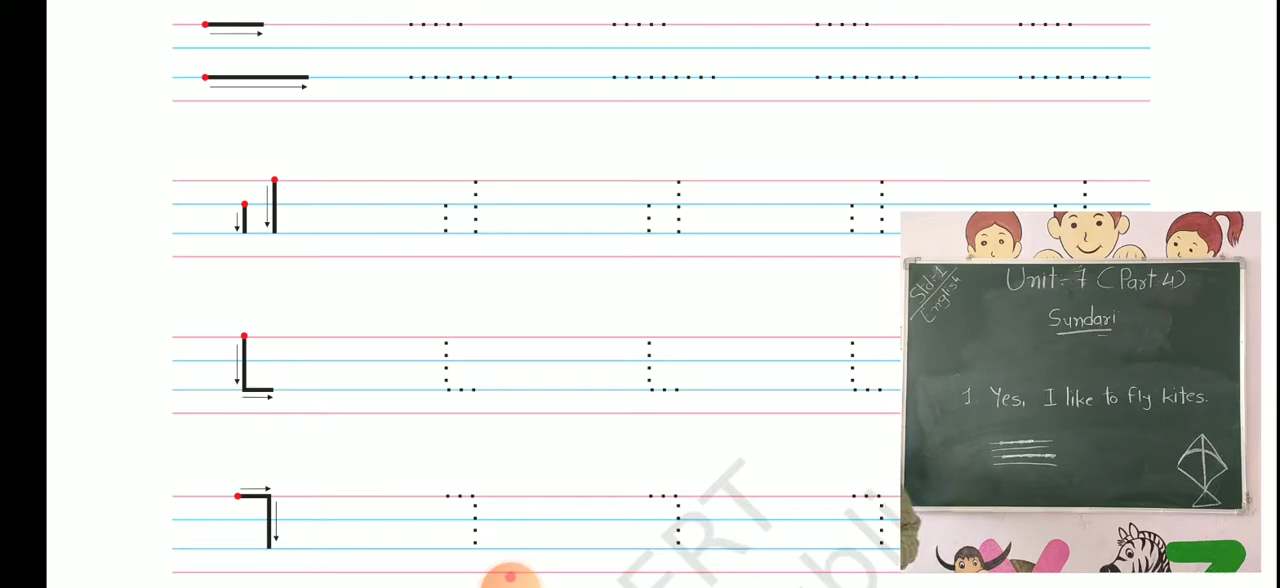 Std-1
English
Unit-7 (Part 4)
Sundari
1 Yes, I like to fly kites.